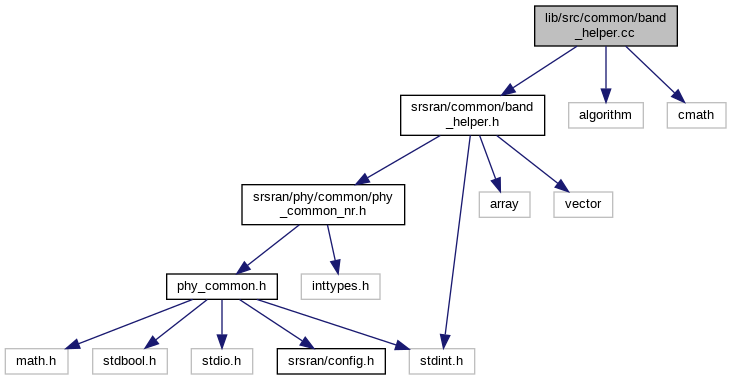 lib/src/common/band
_helper.cc
srsran/common/band
_helper.h
algorithm
cmath
srsran/phy/common/phy
_common_nr.h
array
vector
phy_common.h
inttypes.h
math.h
stdbool.h
stdio.h
srsran/config.h
stdint.h